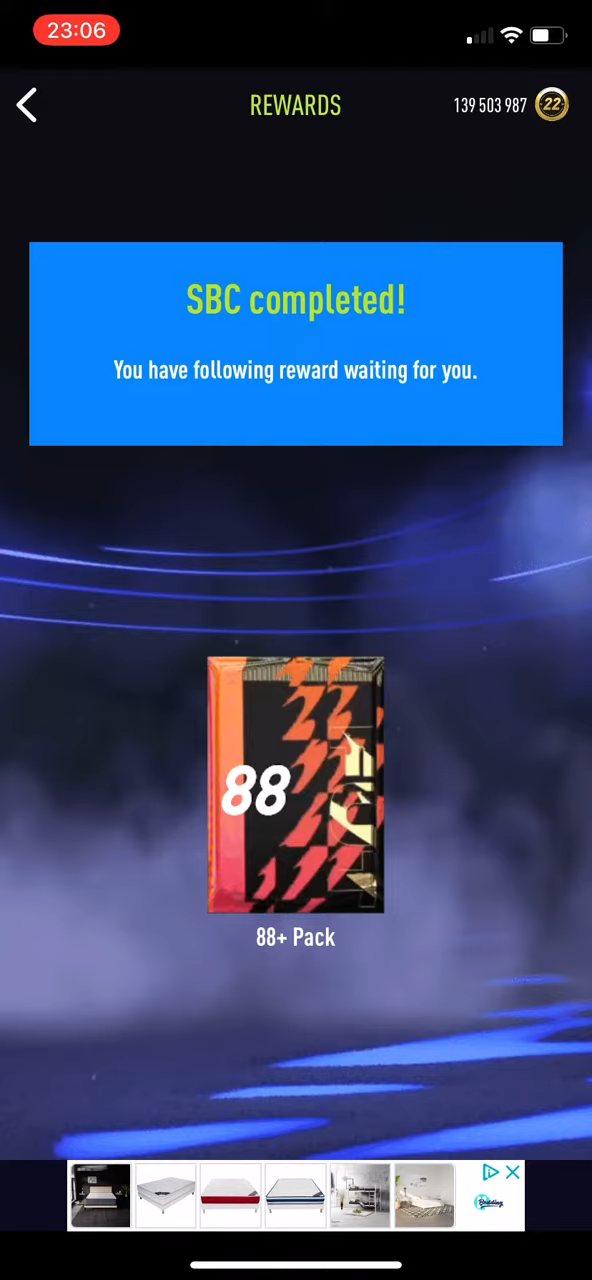 23:06
REWARDS
139 503 987
22
SBC completed!
You have following reward waiting for you.
88
88+ Pack